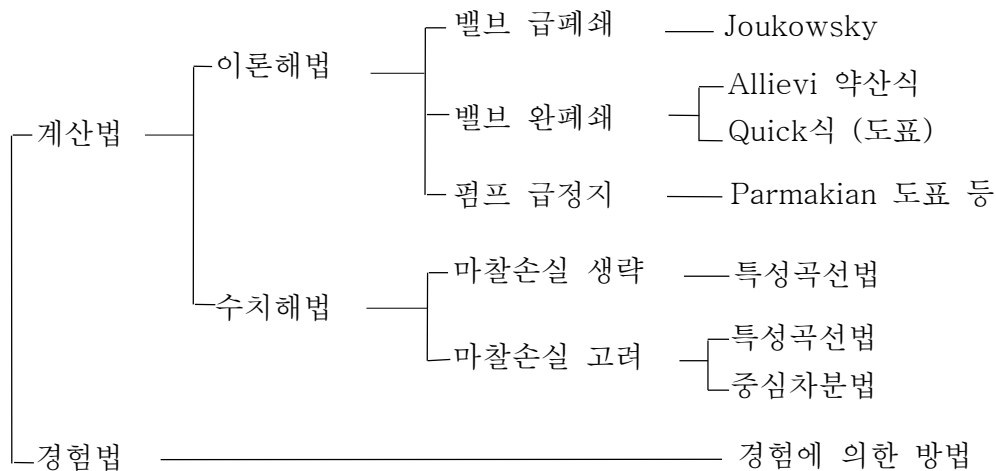 밸브 급폐쇄 Joukowsky
이론해법
Allievi 약산식
밸브 완폐쇄
계산법
Quick식 (도표)
펌프 급정지 Parmakian 도표 등
마찰손실 생략 특성곡선법
수치해법
특성곡선법
마찰손실 고려
중심차분법
경험법 경험에 의한 방법